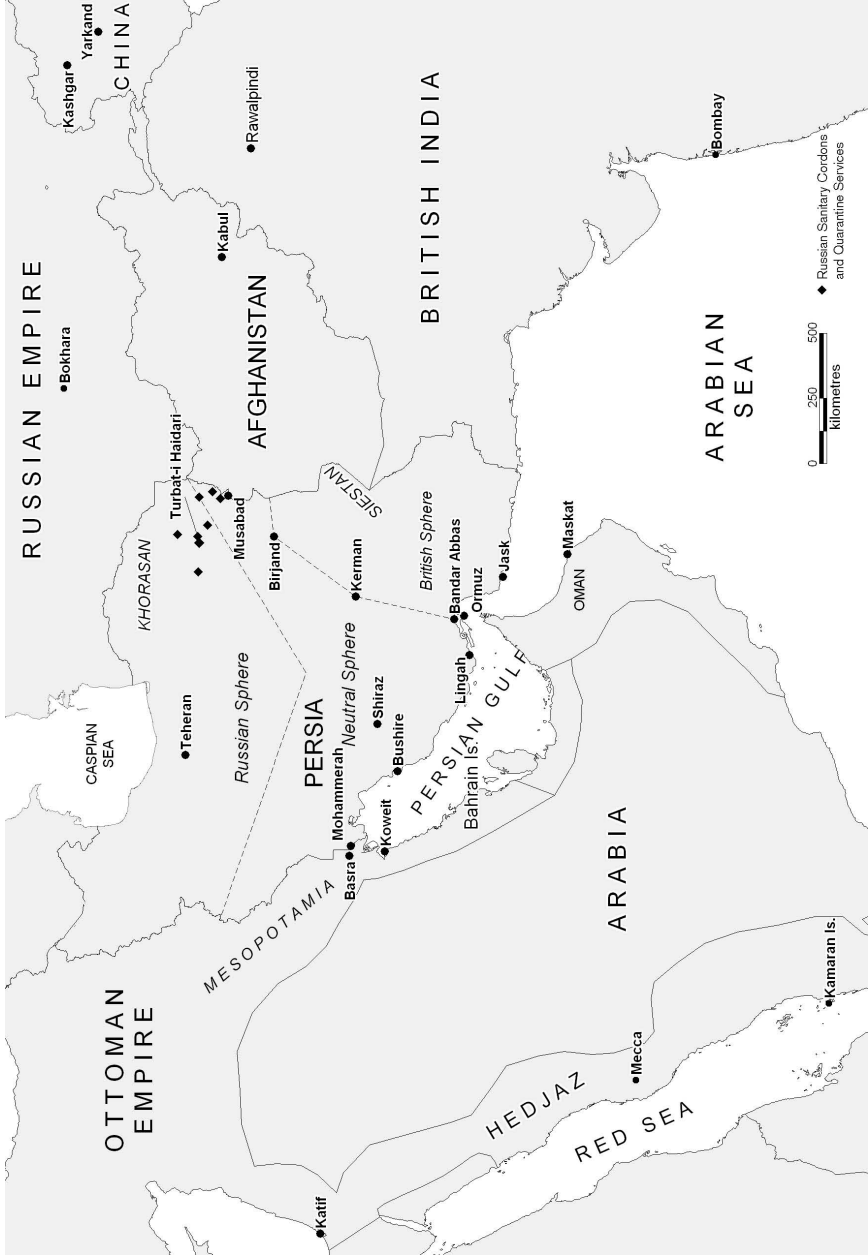 RUSSIAN EMPIRE
Kashgar
Yarkand
CHINA
Bokhara
CASPIAN
SEA
KHORASAN
Turbat-i Haidari
Teheran
Rawalpindi
Kabul
AFGHANISTAN
Musabad
Russian Sphere
Birjand
OTTOMAN
EMPIRE
MESOPOTAMIA
PERSIA
Neutral Sphere
Kerman
SIESTAN
BRITISH INDIA
British Sphere
Katif
Basra
Mohammerah
Koweit
Shiraz
Bushire
PERSIAN GULF
Bahrain Is.
Lingah
Bandar Abbas
Ormuz
Jask
Maskat
OMAN
HEDJAZ
Mecca
RED SEA
ARABIA
Kamaran Is.
ARABIAN
SEA
Bombay
0 250 500
kilometres
Russian Sanitary Cordons
and Quarantine Services